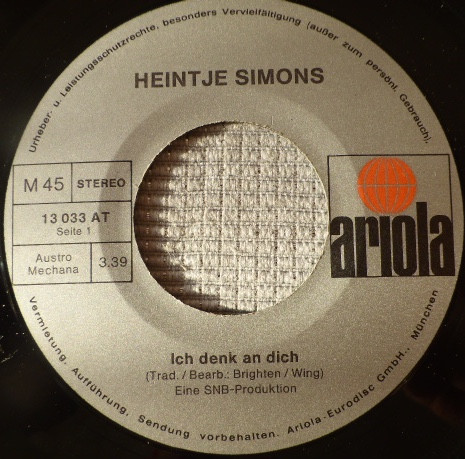 Urheber- u. Leistungsschutzrechte, besonders Vervielfältigung (außer zum persönl. Gebrauch),
HEINTJE SIMONS
M 45 STEREO
13 033 AT
Seite 1
Austro
Mechana
3.39
ariola
Ich denk an dich
(Trad. / Bearb.: Brighten / Wing)
Eine SNB-Produktion
Vermietung, Aufführung, Sendung vorbehalten. Ariola-Eurodisc GmbH., München